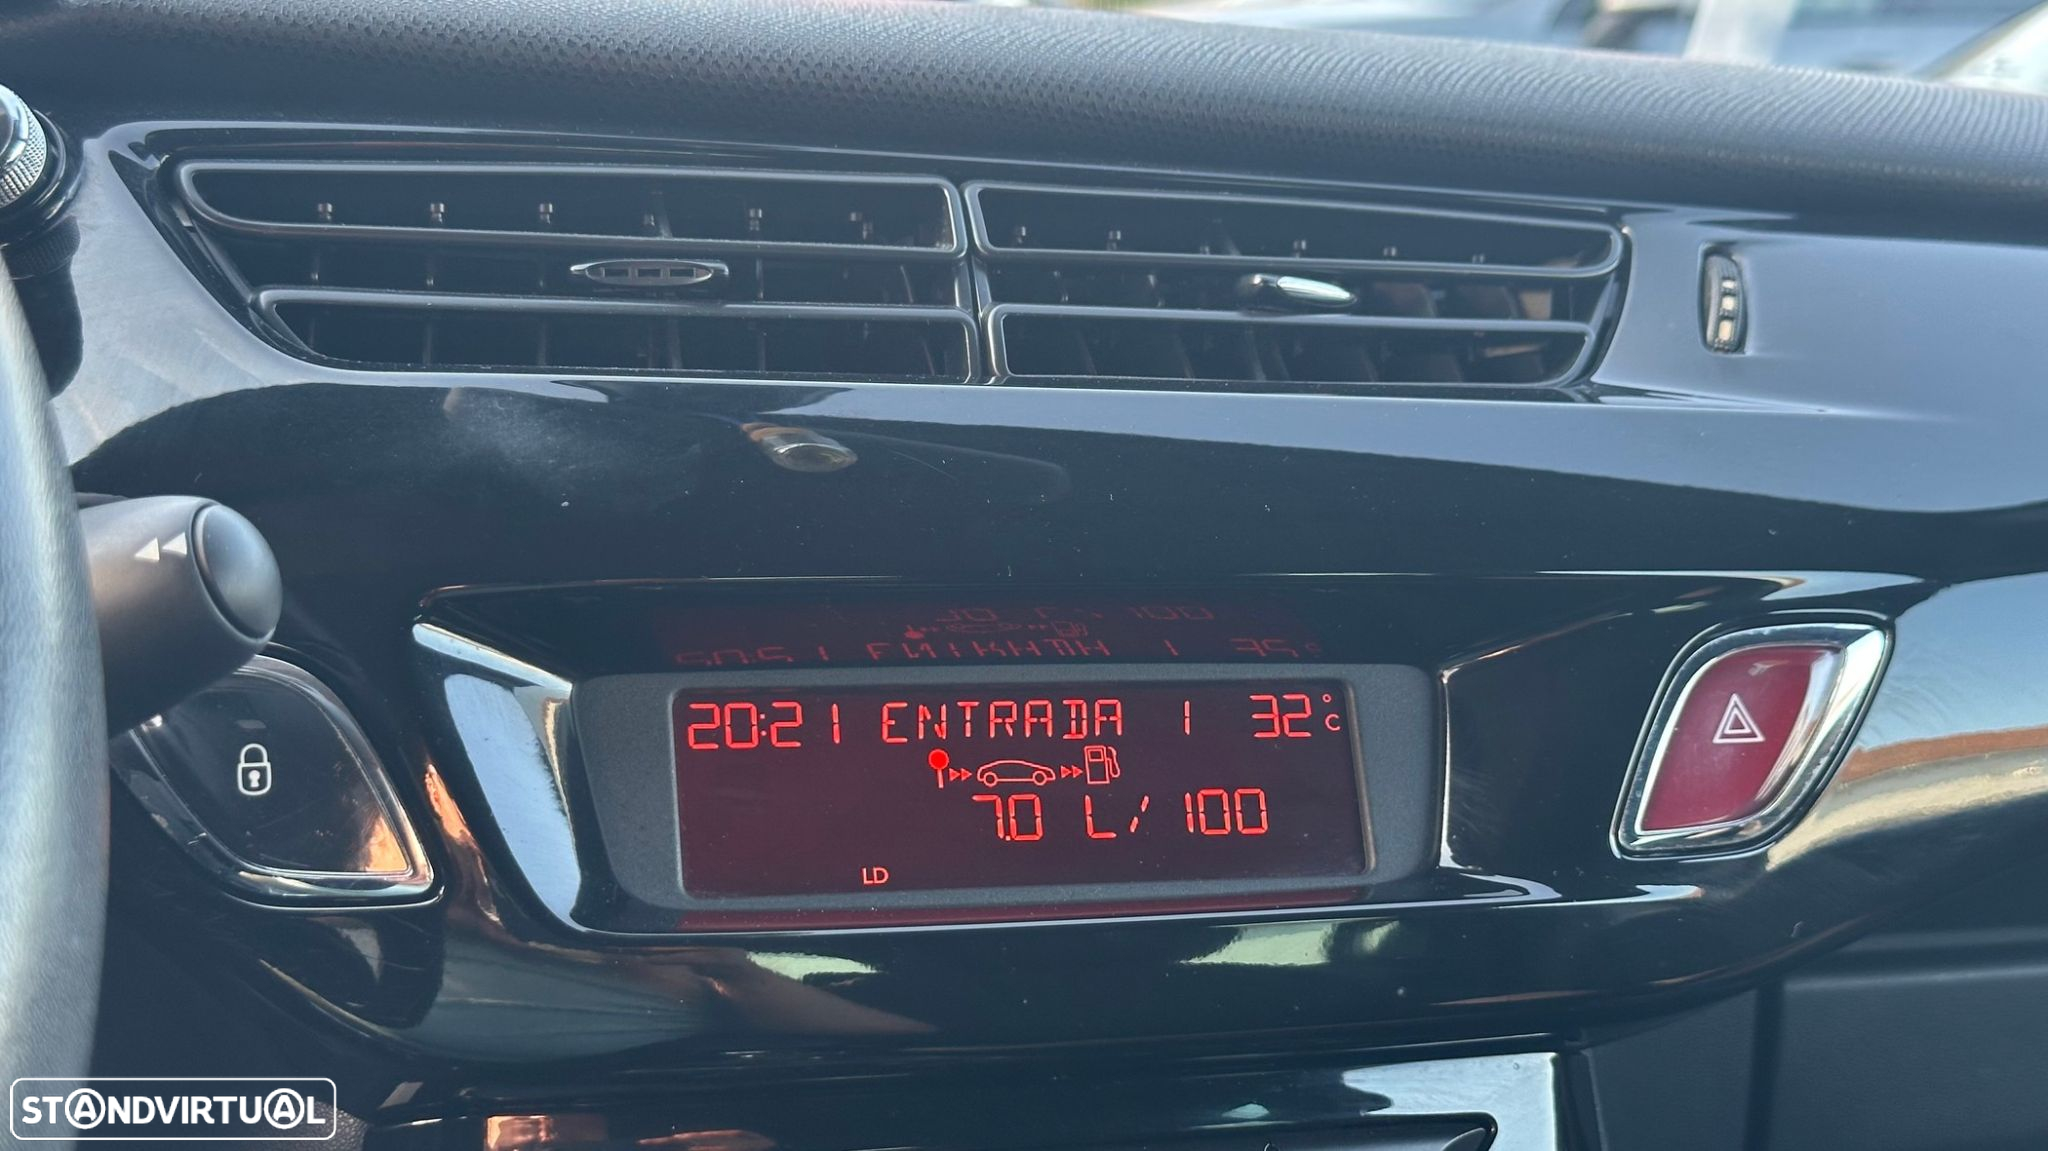 20:21 ENTRADA 1 32°C
7.0 L/100
LD
STANDVIRTUAL